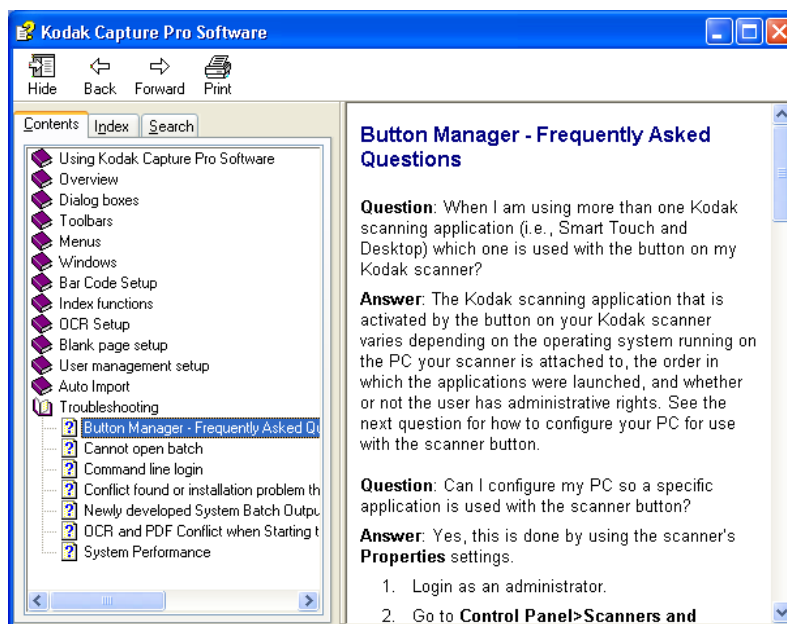 Kodak Capture Pro Software
Hide Back Forward Print
Contents Index Search
Using Kodak Capture Pro Software
Overview
Dialog boxes
Toolbars
Menus
Windows
Bar Code Setup
Index functions
OCR Setup
Blank page setup
User management setup
Auto Import
Troubleshooting
Button Manager - Frequently Asked Qu
Cannot open batch
Command line login
Conflict found or installation problem th
Newly developed System Batch Outpu
OCR and PDF Conflict when Starting t
System Performance
Button Manager - Frequently Asked
Questions
Question: When I am using more than one Kodak
scanning application (i.e., Smart Touch and
Desktop) which one is used with the button on my
Kodak scanner?
Answer: The Kodak scanning application that is
activated by the button on your Kodak scanner
varies depending on the operating system running on
the PC your scanner is attached to, the order in
which the applications were launched, and whether
or not the user has administrative rights. See the
next question for how to configure your PC for use
with the scanner button.
Question: Can I configure my PC so a specific
application is used with the scanner button?
Answer: Yes, this is done by using the scanner's
Properties settings.
1. Login as an administrator.
2. Go to Control Panel>Scanners and